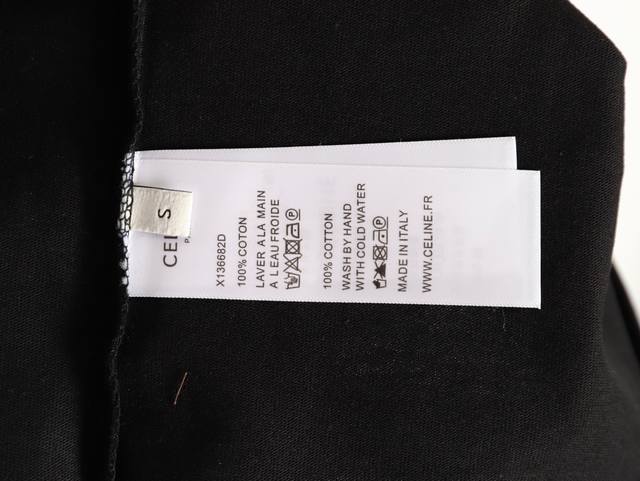 S
CE
X136682D
100% COTON
LAVER A LA MAIN
A L EAU FROIDE
100% COTTON
WASH BY HAND
WITH COLD WATER
MADE IN ITALY
WWW.CELINE.FR